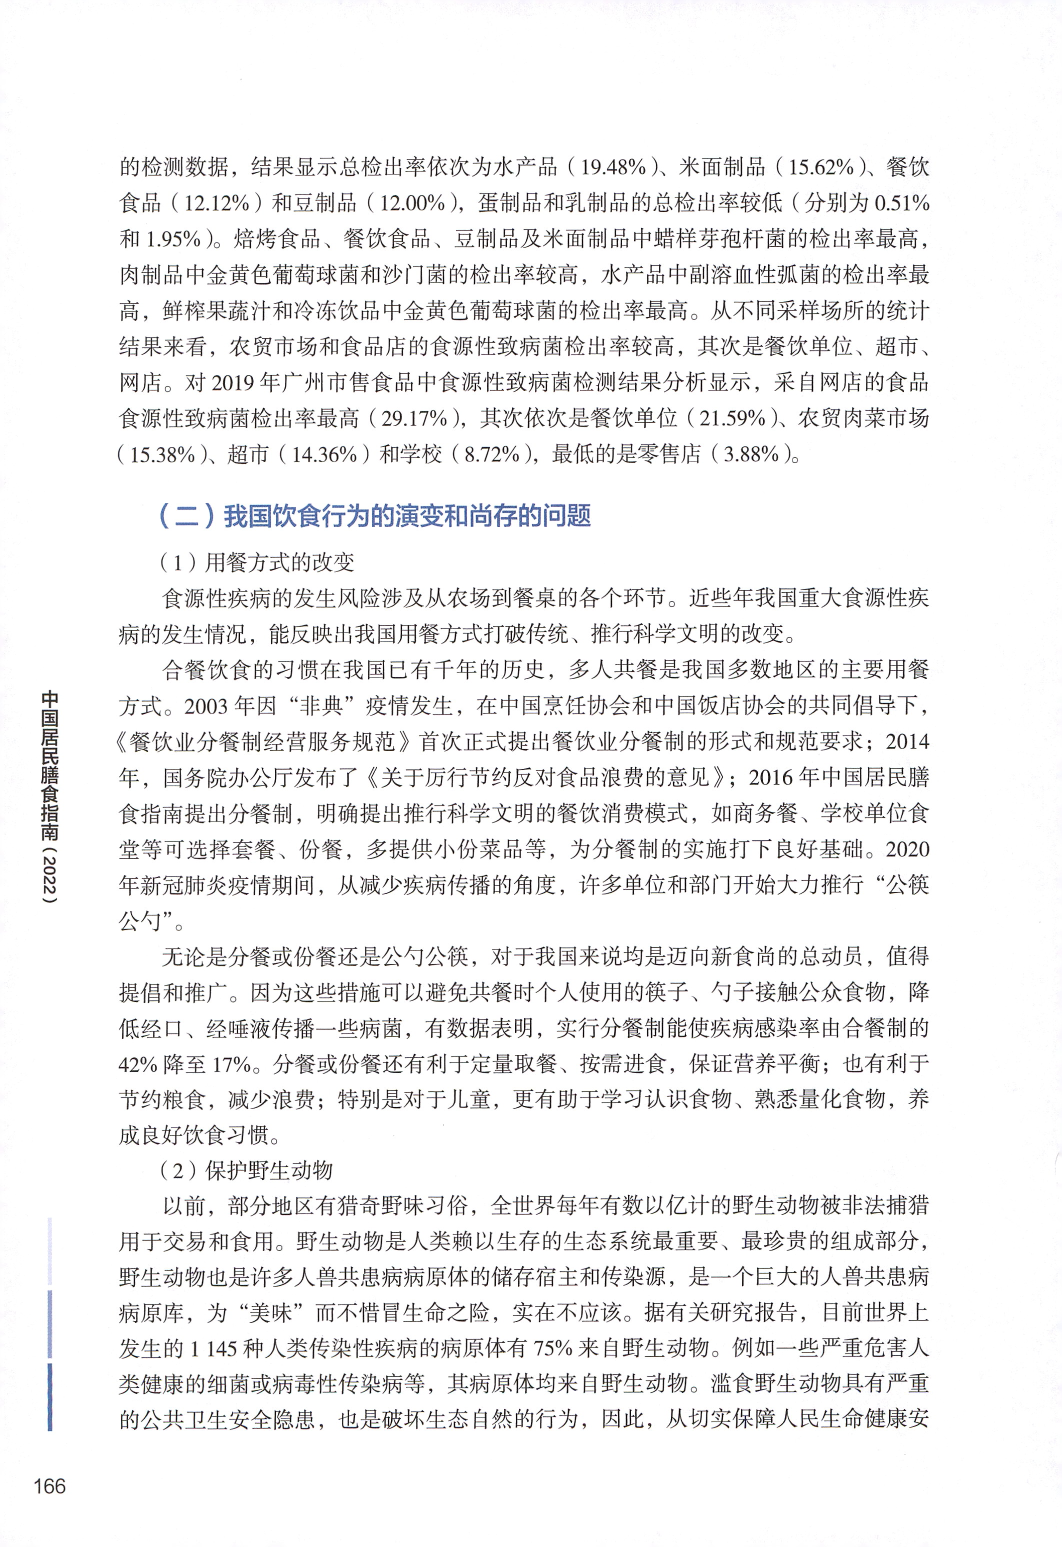 的检测数据，结果显示总检出率依次为水产品（19.48%）、米面制品（15.62%）、餐饮
食品（12.12%）和豆制品（12.00%），蛋制品和乳制品的总检出率较低（分别为 0.51%
和 1.95%）。焙烤食品、餐饮食品、豆制品及米面制品中蜡样芽孢杆菌的检出率最高，
肉制品中金黄色葡萄球菌和沙门菌的检出率较高，水产品中副溶血性弧菌的检出率最
高，鲜榨果蔬汁和冷冻饮品中金黄色葡萄球菌的检出率最高。从不同采样场所的统计
结果来看，农贸市场和食品店的食源性致病菌检出率较高，其次是餐饮单位、超市、
网店。对 2019 年广州市售食品中食源性致病菌检测结果分析显示，采自网店的食品
食源性致病菌检出率最高（29.17%），其次依次是餐饮单位（21.59%）、农贸肉菜市场
（15.38%）、超市（14.36%）和学校（8.72%），最低的是零售店（3.88%）。
（二）我国饮食行为的演变和尚存的问题
（1）用餐方式的改变
食源性疾病的发生风险涉及从农场到餐桌的各个环节。近些年我国重大食源性疾
病的发生情况，能反映出我国用餐方式打破传统、推行科学文明的改变。
合餐饮食的习惯在我国已有千年的历史，多人共餐是我国多数地区的主要用餐
方式。2003 年因“非典”疫情发生，在中国烹饪协会和中国饭店协会的共同倡导下，
《餐饮业分餐制经营服务规范》首次正式提出餐饮业分餐制的形式和规范要求；2014
年，国务院办公厅发布了《关于厉行节约反对食品浪费的意见》；2016 年中国居民膳
食指南提出分餐制，明确提出推行科学文明的餐饮消费模式，如商务餐、学校单位食
堂等可选择套餐、份餐，多提供小份菜品等，为分餐制的实施打下良好基础。2020
年新冠肺炎疫情期间，从减少疾病传播的角度，许多单位和部门开始大力推行“公筷
公勺”。
无论是分餐或份餐还是公勺公筷，对于我国来说均是迈向新食尚的总动员，值得
提倡和推广。因为这些措施可以避免共餐时个人使用的筷子、勺子接触公众食物，降
低经口、经唾液传播一些病菌，有数据表明，实行分餐制能使疾病感染率由合餐制的
42% 降至 17%。分餐或份餐还有利于定量取餐、按需进食，保证营养平衡；也有利于
节约粮食，减少浪费；特别是对于儿童，更有助于学习认识食物、熟悉量化食物，养
成良好饮食习惯。
（2）保护野生动物
以前，部分地区有猎奇野味习俗，全世界每年有数以亿计的野生动物被非法捕猎
用于交易和食用。野生动物是人类赖以生存的生态系统最重要、最珍贵的组成部分，
野生动物也是许多人兽共患病病原体的储存宿主和传染源，是一个巨大的人兽共患病
病原库，为“美味”而不惜冒生命之险，实在不应该。据有关研究报告，目前世界上
发生的 1 145 种人类传染性疾病的病原体有 75% 来自野生动物。例如一些严重危害人
类健康的细菌或病毒性传染病等，其病原体均来自野生动物。滥食野生动物具有严重
的公共卫生安全隐患，也是破坏生态自然的行为，因此，从切实保障人民生命健康安
中国居民膳食指南（2022）
166